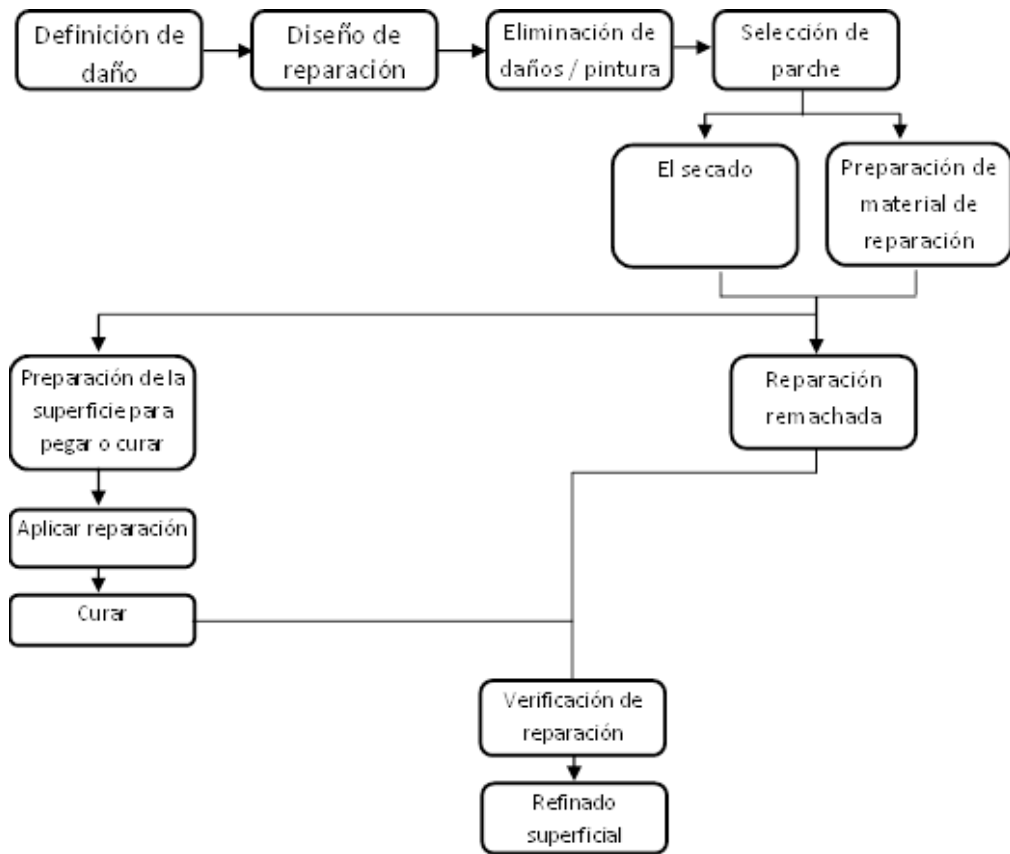 Definición de
daño
Diseño de
reparación
Eliminación de
daños / pintura
Selección de
parche
El secado
Preparación de
material de
reparación
Preparación de la
superficie para
pegar o curar
Reparación
remachada
Aplicar reparación
Curar
Verificación de
reparación
Refinado
superficial